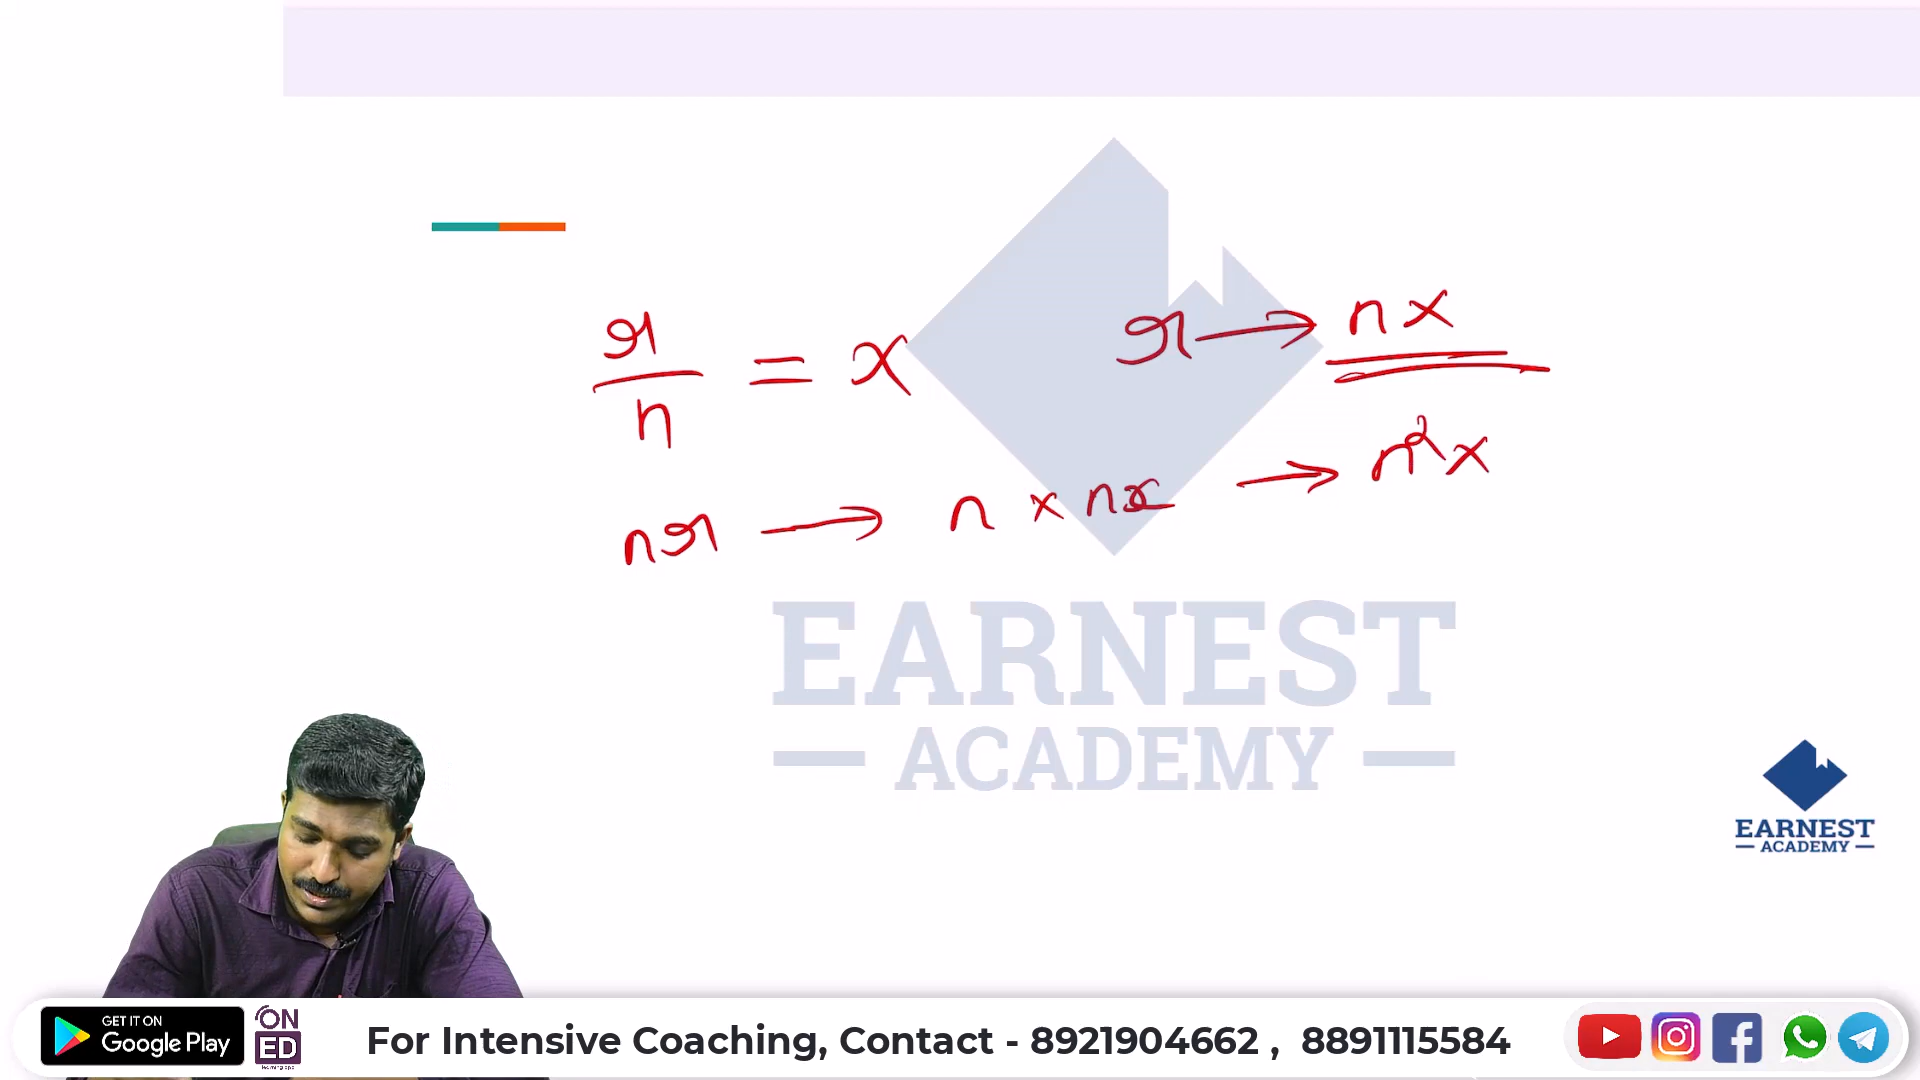 r/n = x
r → nx
nr → n × nx → n²x
EARNEST
ACADEMY
EARNEST
ACADEMY
GET IT ON
Google Play
ON
ED
For Intensive Coaching, Contact - 8921904662 , 8891115584